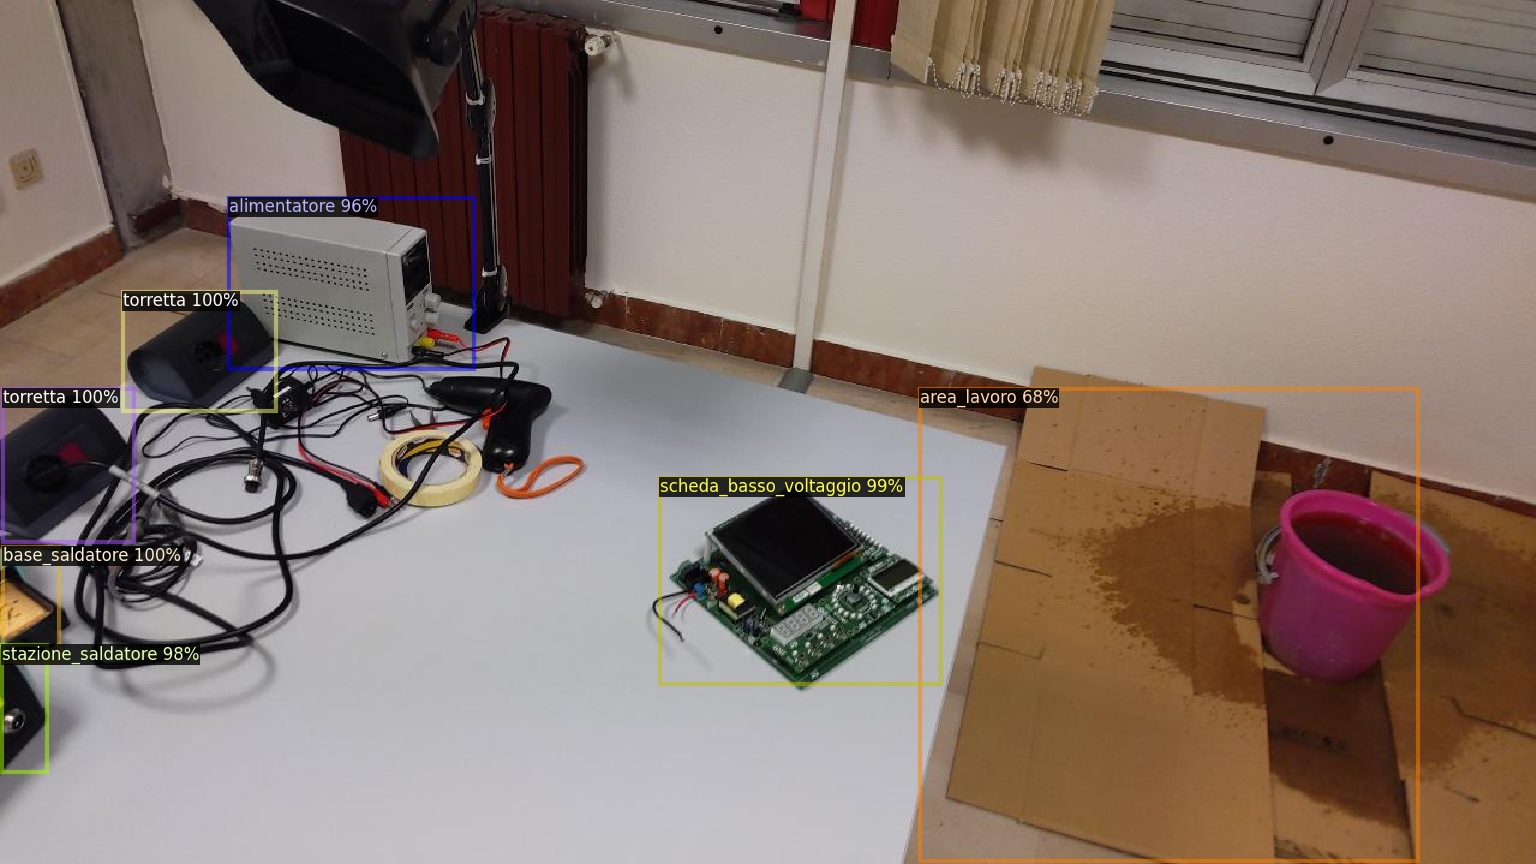 alimentatore 96%
torretta 100%
torretta 100%
area_lavoro 68%
scheda_basso_voltaggio 99%
base_saldatore 100%
stazione_saldatore 98%